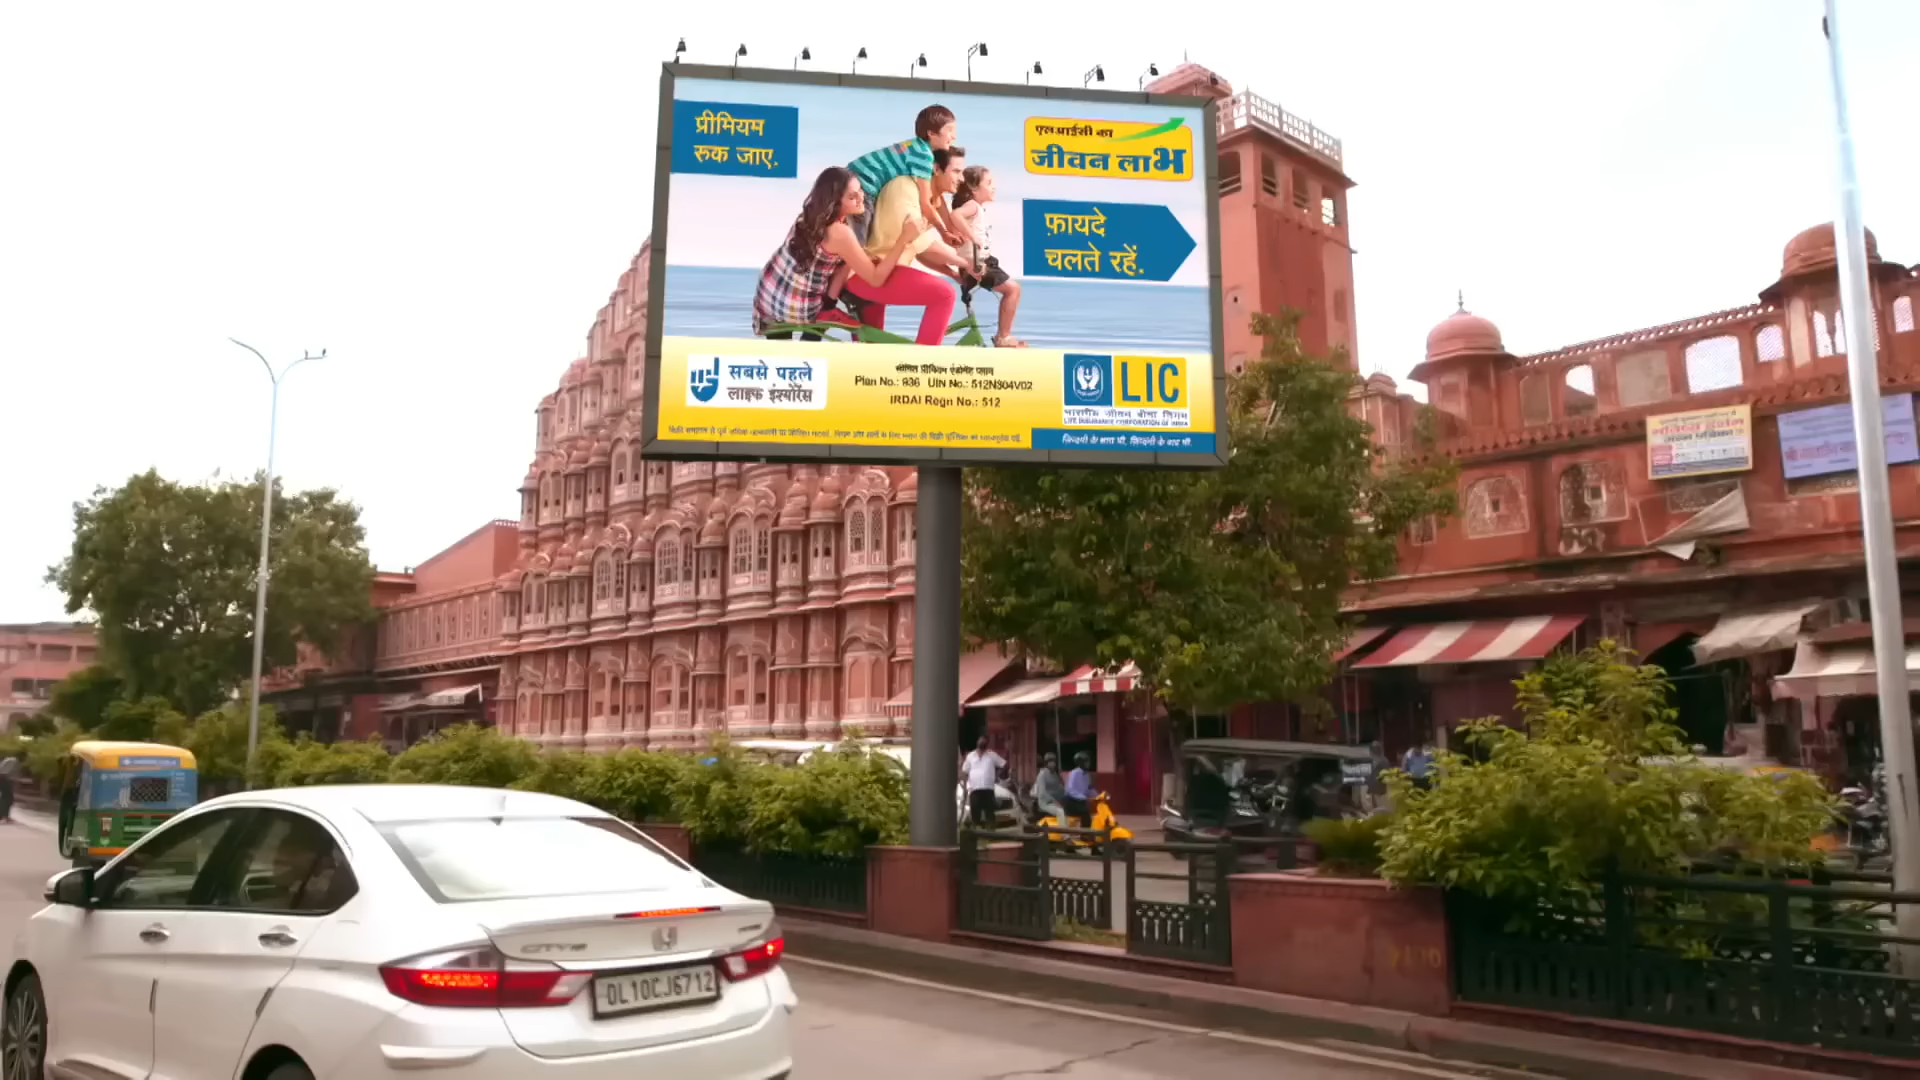 प्रीमियम
रुक जाए.
एलआईसी का
जीवन लाभ
फ़ायदे
चलते रहें.
सबसे पहले
लाइफ इंश्योरेंस
Plan No.: 936 UIN No.: 512N304V02
IRDAI Regn No.: 512
LIC
भारतीय जीवन बीमा निगम
LIFE INSURANCE CORPORATION OF INDIA
ज़िन्दगी के साथ भी, ज़िन्दगी के बाद भी.
CITY
DL10CJ6712